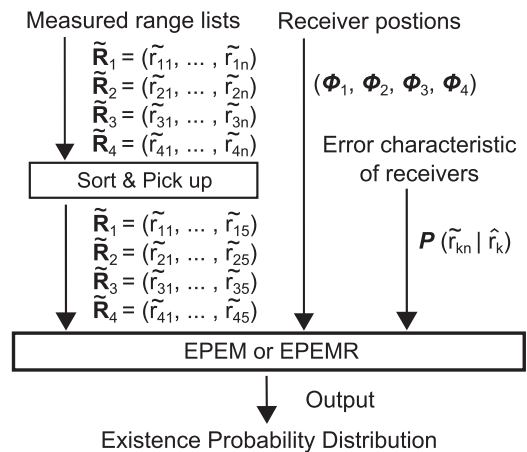 Measured range lists
Receiver postions
R̃₁ = (r̃₁₁, ... , r̃₁ₙ)
R̃₂ = (r̃₂₁, ... , r̃₂ₙ)
R̃₃ = (r̃₃₁, ... , r̃₃ₙ)
R̃₄ = (r̃₄₁, ... , r̃₄ₙ)
(Φ₁, Φ₂, Φ₃, Φ₄)
Error characteristic
of receivers
Sort & Pick up
R̃₁ = (r̃₁₁, ... , r̃₁₅)
R̃₂ = (r̃₂₁, ... , r̃₂₅)
R̃₃ = (r̃₃₁, ... , r̃₃₅)
R̃₄ = (r̃₄₁, ... , r̃₄₅)
P (r̃ₖₙ | r̂ₖ)
EPEM or EPEMR
Output
Existence Probability Distribution